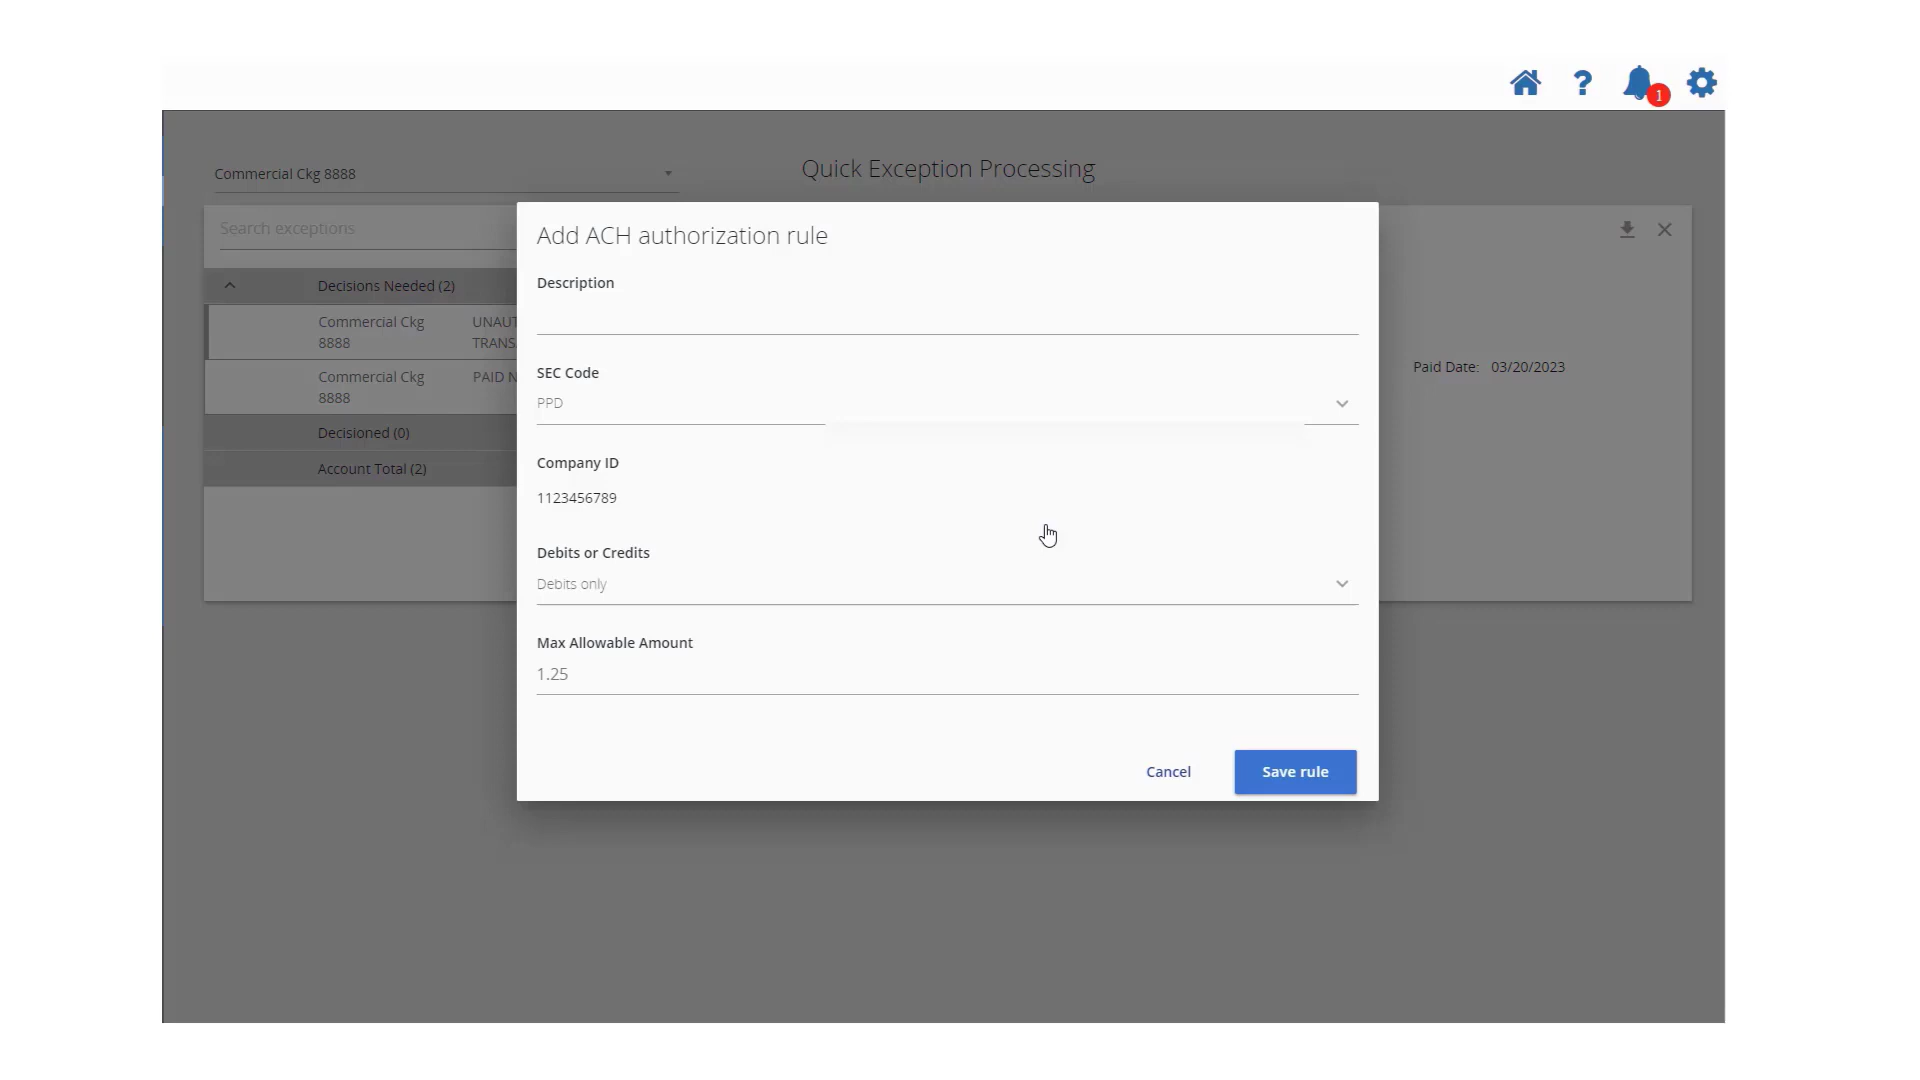 ?
1
Commercial Ckg 8888
Quick Exception Processing
Search exceptions
Decisions Needed (2)
Commercial Ckg
8888
UNAUT
TRANS
Commercial Ckg
8888
PAID N
Decisioned (0)
Account Total (2)
Add ACH authorization rule
Description
SEC Code
PPD
Company ID
1123456789
Debits or Credits
Debits only
Max Allowable Amount
1.25
Cancel
Save rule
Paid Date: 03/20/2023